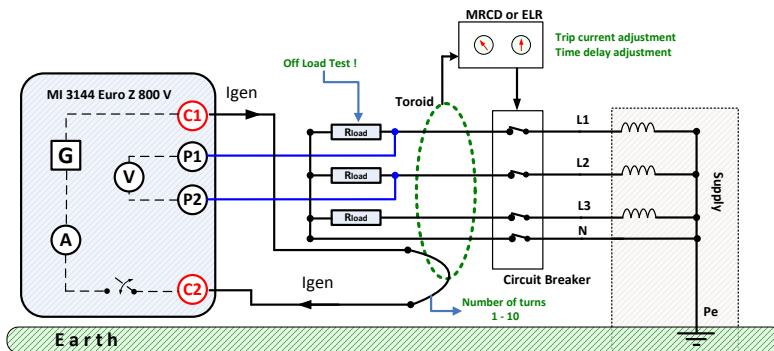 MRCD or ELR
Trip current adjustment
Time delay adjustment
Off Load Test !
MI 3144 Euro Z 800 V
Igen
Toroid
C1
G
P1
V
P2
A
C2
Rload
Rload
Rload
L1
L2
L3
N
Supply
Circuit Breaker
Igen
Number of turns
1 - 10
Pe
Earth